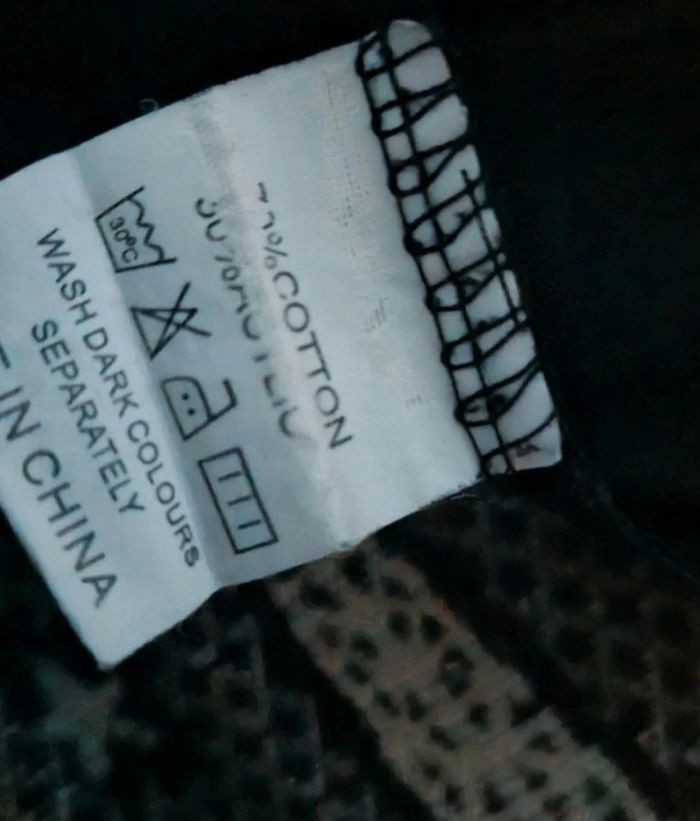 %COTTON
30°C
WASH DARK COLOURS
SEPARATELY
IN CHINA